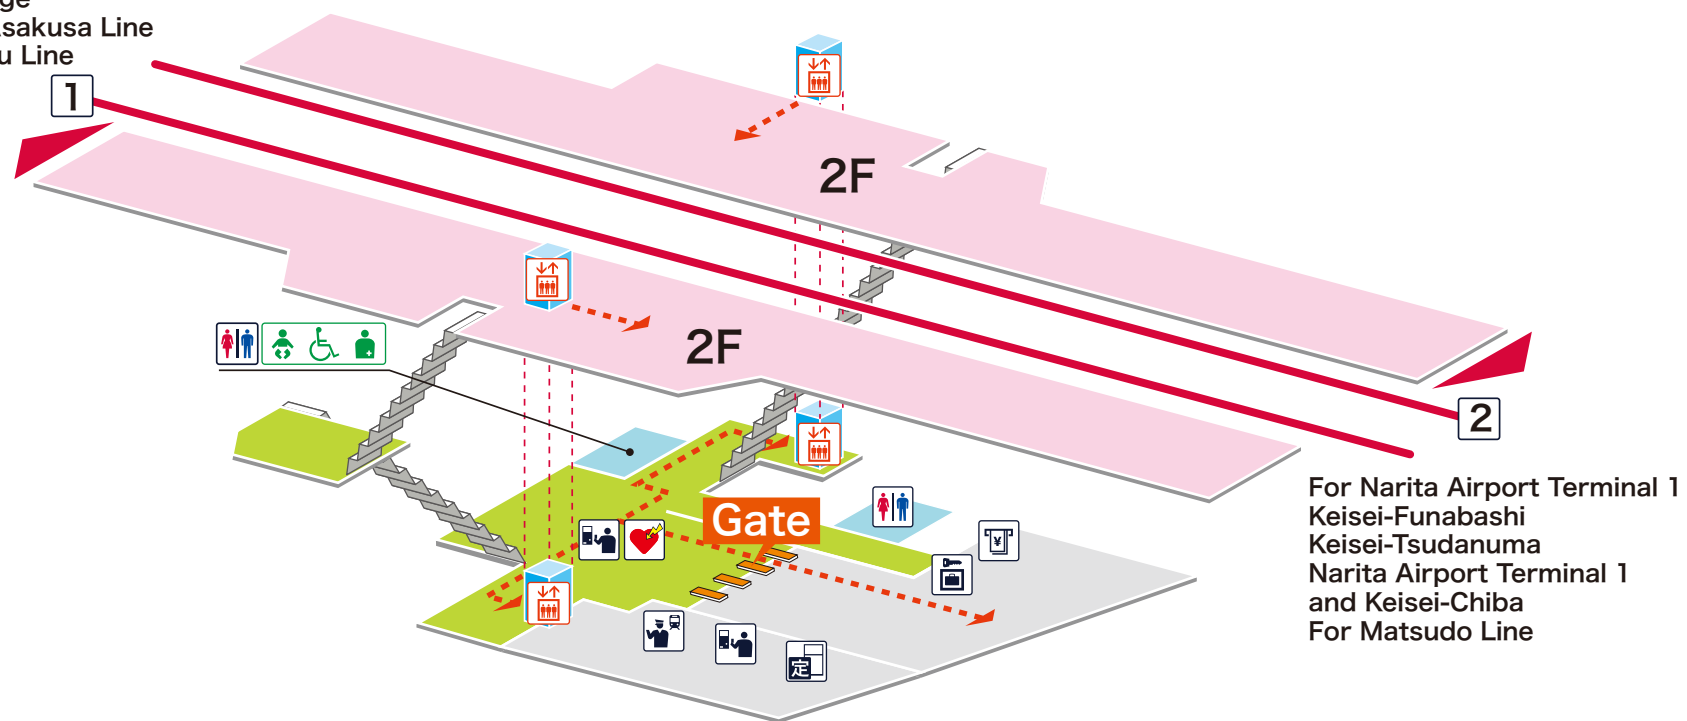 Asakusa Line
Line
1
2F
2F
2
Gate
¥
定
For Narita Airport Terminal 1
Keisei-Funabashi
Keisei-Tsudanuma
Narita Airport Terminal 1
and Keisei-Chiba
For Matsudo Line